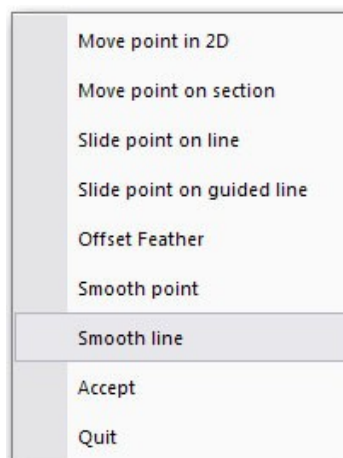 Move point in 2D
Move point on section
Slide point on line
Slide point on guided line
Offset Feather
Smooth point
Smooth line
Accept
Quit